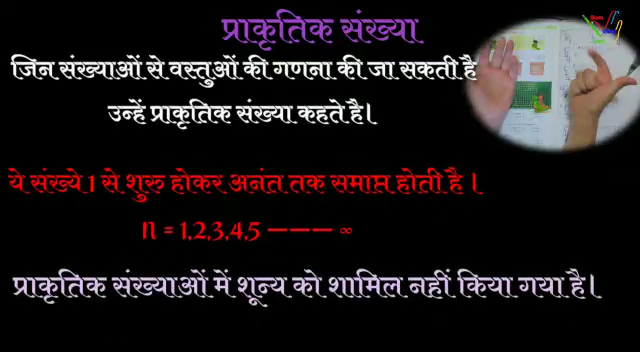 प्राकृतिक संख्या
जिन संख्याओं से वस्तुओं की गणना की जा सकती है
उन्हें प्राकृतिक संख्या कहते है।
ये संख्ये 1 से शुरु होकर अनंत तक समाप्त होती है ।
n = 1,2,3,4,5 ——— ∞
प्राकृतिक संख्याओं में शून्य को शामिल नहीं किया गया है।